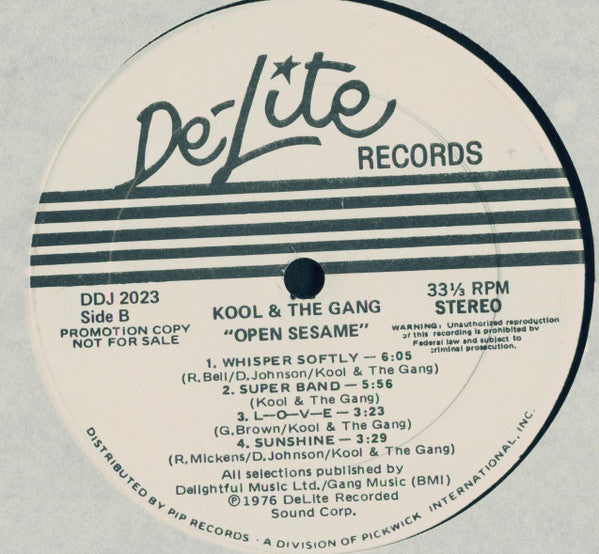 De-Lite
RECORDS
DDJ 2023
Side B
PROMOTION COPY
NOT FOR SALE
KOOL & THE GANG
"OPEN SESAME"
33⅓ RPM
STEREO
WARNING: Unauthorized reproduction
of this recording is prohibited by
Federal law and subject to
criminal prosecution.
1. WHISPER SOFTLY — 6:05
(R.Bell/D.Johnson/Kool & The Gang)
2. SUPER BAND — 5:56
(Kool & The Gang)
3. L—O—V—E — 3:23
(G.Brown/Kool & The Gang)
4. SUNSHINE — 3:29
(R.Mickens/D.Johnson/Kool & The Gang)
All selections published by
Delightful Music Ltd./Gang Music (BMI)
℗1976 DeLite Recorded
Sound Corp.
DISTRIBUTED BY PIP RECORDS · A DIVISION OF PICKWICK INTERNATIONAL, INC.